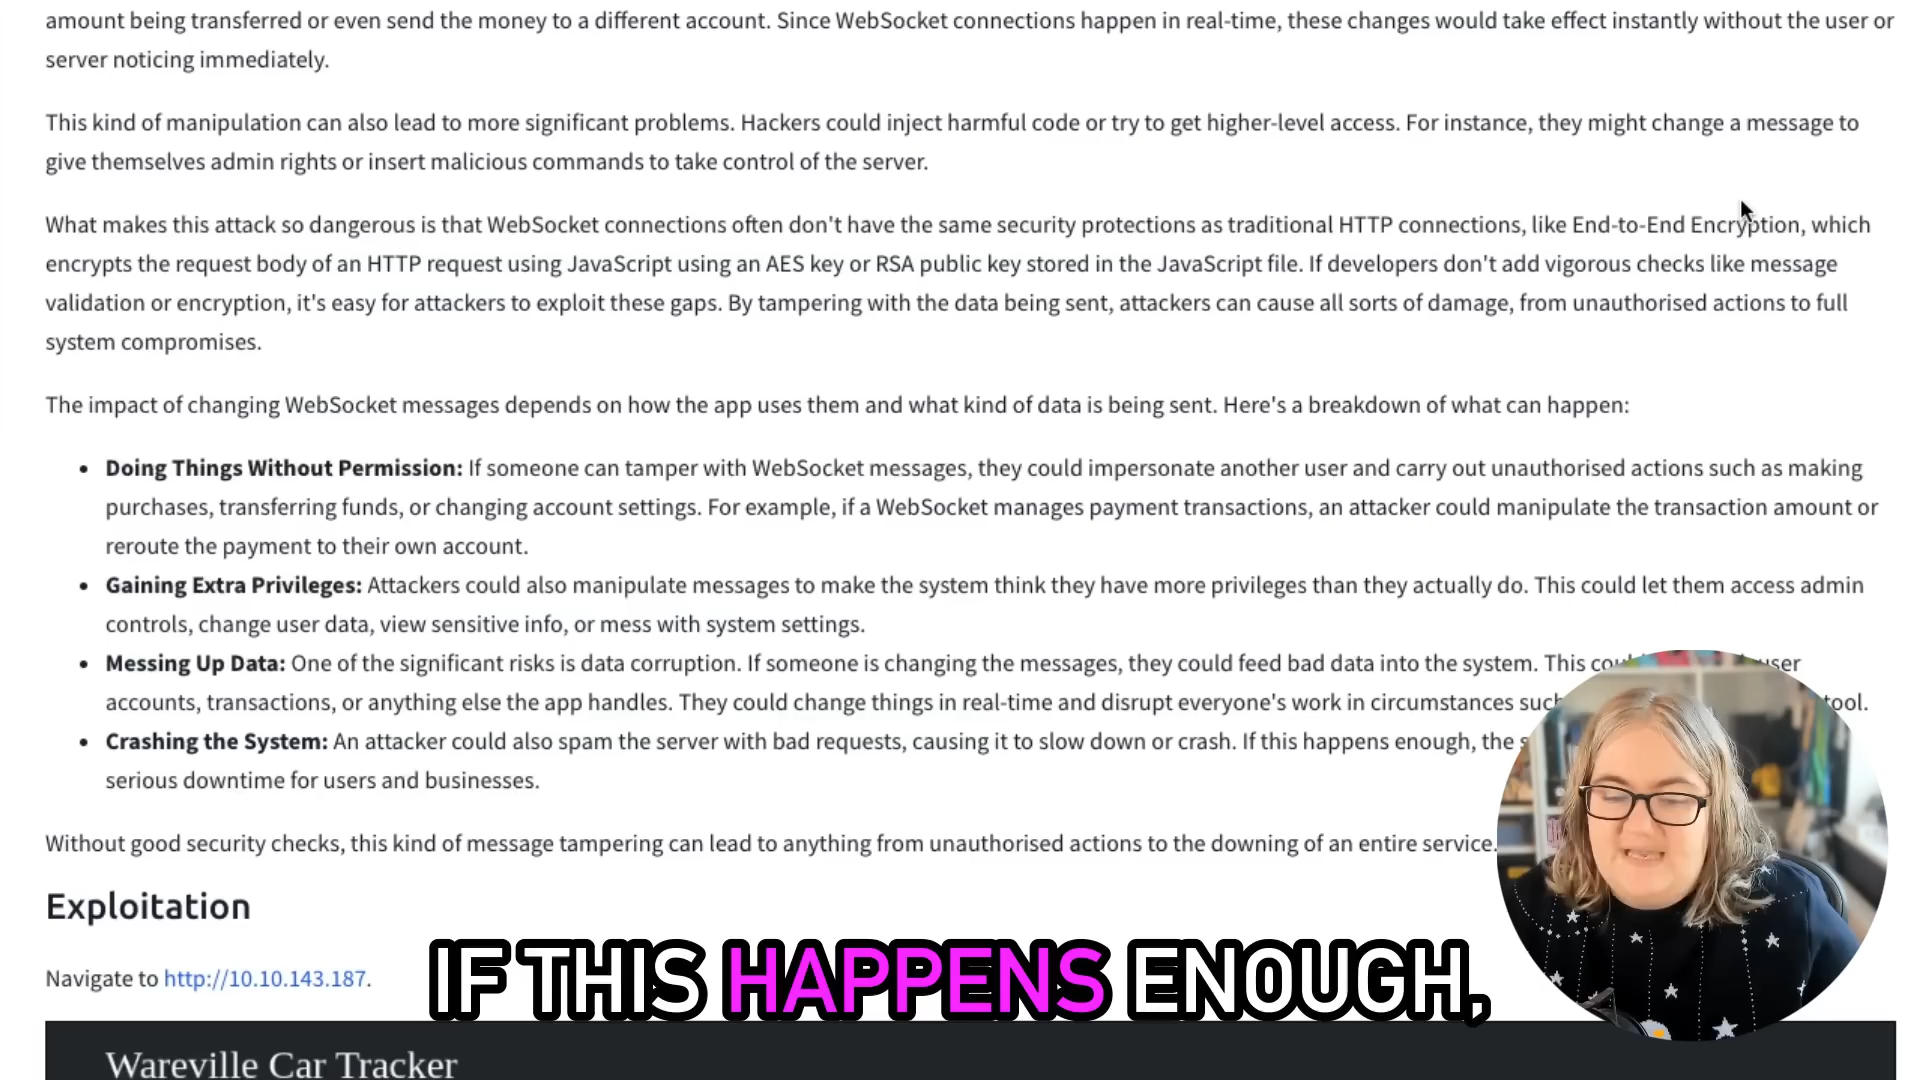 amount being transferred or even send the money to a different account. Since WebSocket connections happen in real-time, these changes would take effect instantly without the user or
server noticing immediately.
This kind of manipulation can also lead to more significant problems. Hackers could inject harmful code or try to get higher-level access. For instance, they might change a message to
give themselves admin rights or insert malicious commands to take control of the server.
What makes this attack so dangerous is that WebSocket connections often don't have the same security protections as traditional HTTP connections, like End-to-End Encryption, which
encrypts the request body of an HTTP request using JavaScript using an AES key or RSA public key stored in the JavaScript file. If developers don't add vigorous checks like message
validation or encryption, it's easy for attackers to exploit these gaps. By tampering with the data being sent, attackers can cause all sorts of damage, from unauthorised actions to full
system compromises.
The impact of changing WebSocket messages depends on how the app uses them and what kind of data is being sent. Here's a breakdown of what can happen:
• Doing Things Without Permission: If someone can tamper with WebSocket messages, they could impersonate another user and carry out unauthorised actions such as making
purchases, transferring funds, or changing account settings. For example, if a WebSocket manages payment transactions, an attacker could manipulate the transaction amount or
reroute the payment to their own account.
• Gaining Extra Privileges: Attackers could also manipulate messages to make the system think they have more privileges than they actually do. This could let them access admin
controls, change user data, view sensitive info, or mess with system settings.
• Messing Up Data: One of the significant risks is data corruption. If someone is changing the messages, they could feed bad data into the system. This user
accounts, transactions, or anything else the app handles. They could change things in real-time and disrupt everyone's work in circumstances tool.
• Crashing the System: An attacker could also spam the server with bad requests, causing it to slow down or crash. If this happens enough, the
serious downtime for users and businesses.
Without good security checks, this kind of message tampering can lead to anything from unauthorised actions to the downing of an entire service.
Exploitation
Navigate to http://10.10.143.187.
IF THIS HAPPENS ENOUGH,
Wareville Car Tracker